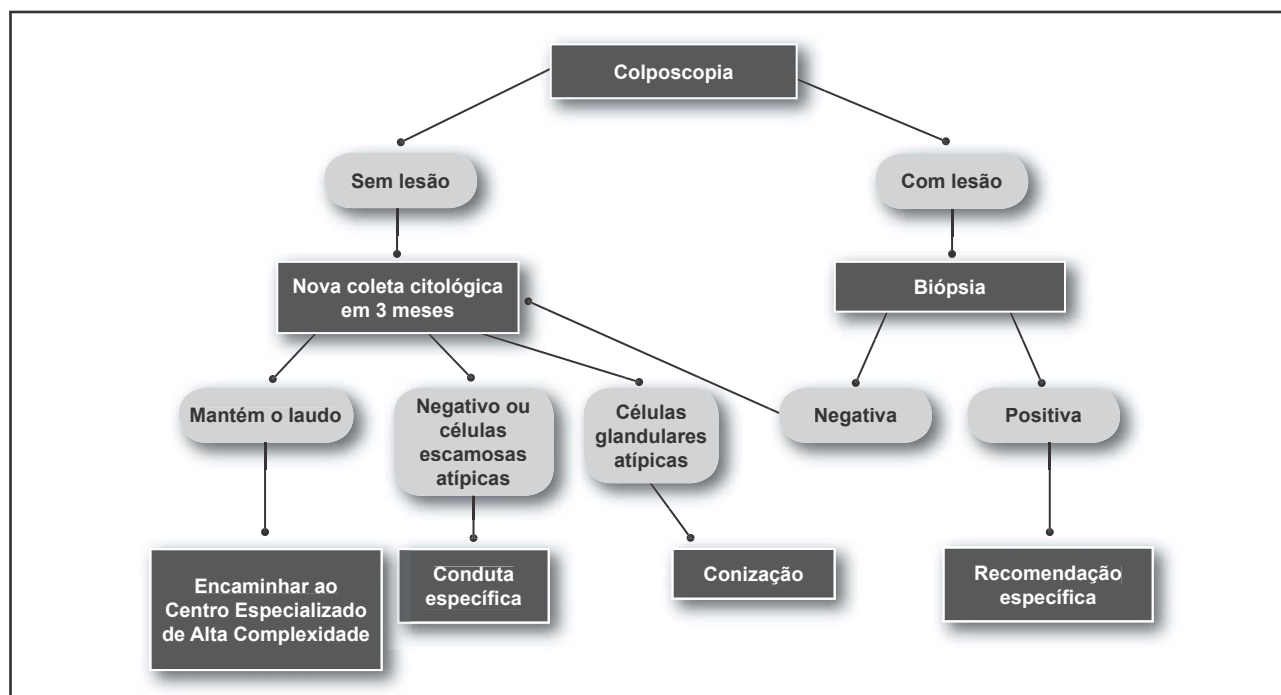 Colposcopia
Sem lesão
Com lesão
Nova coleta citológica
em 3 meses
Biópsia
Mantém o laudo
Negativo ou
células
escamosas
atípicas
Células
glandulares
atípicas
Negativa
Positiva
Encaminhar ao
Centro Especializado
de Alta Complexidade
Conduta
específica
Conização
Recomendação
específica